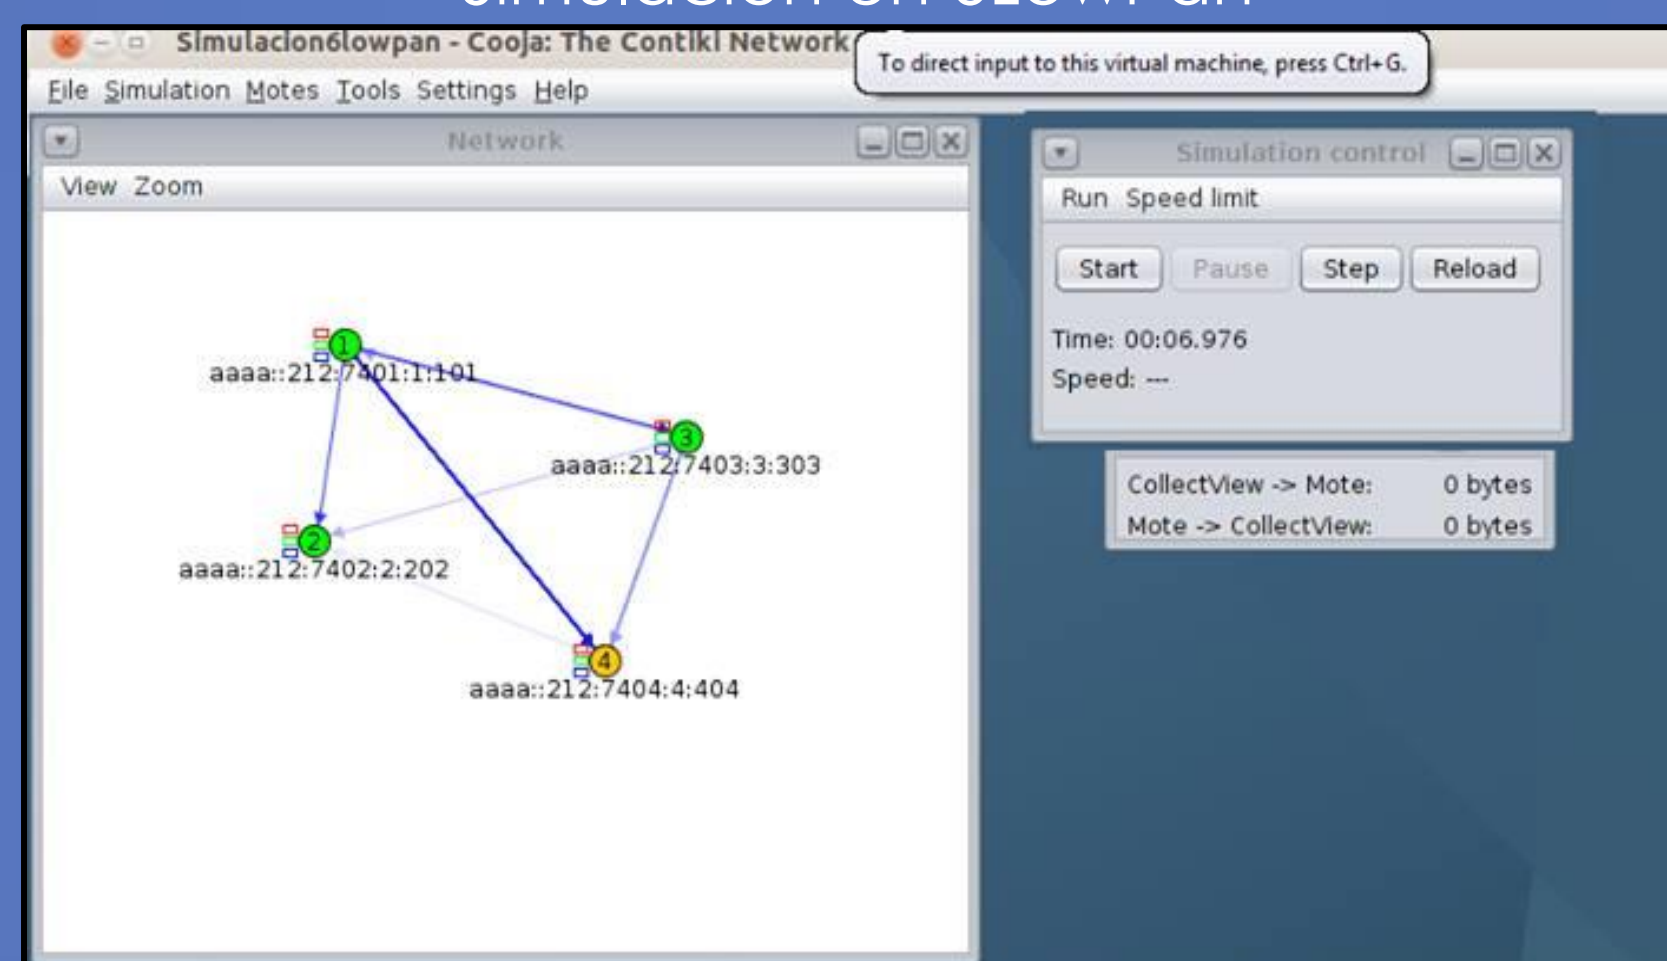 Simulacion6lowpan - Cooja: The Contiki Network
To direct input to this virtual machine, press Ctrl+G.
File Simulation Motes Tools Settings Help
Network
View Zoom
1
aaaa::212:7401:1:101
3
aaaa::212:7403:3:303
2
aaaa::212:7402:2:202
4
aaaa::212:7404:4:404
Simulation control
Run Speed limit
Start Pause Step Reload
Time: 00:06.976
Speed: ---
CollectView -> Mote: 0 bytes
Mote -> CollectView: 0 bytes